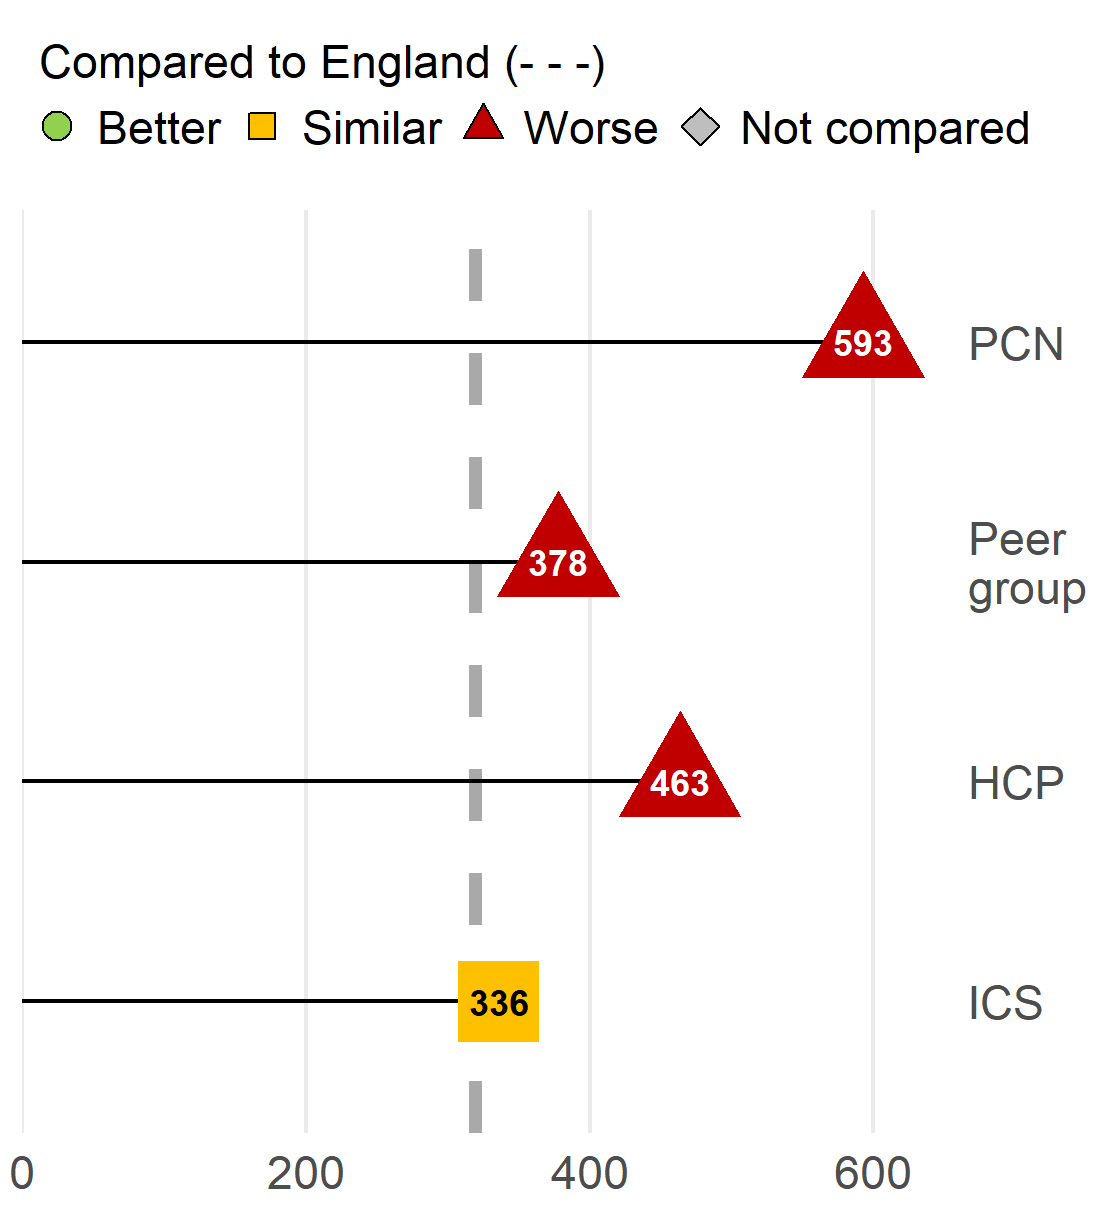 Compared to England (- - -)
Better Similar Worse Not compared
593 PCN
Peer
378
group
463 HCP
336 ICS
0 200 400 600